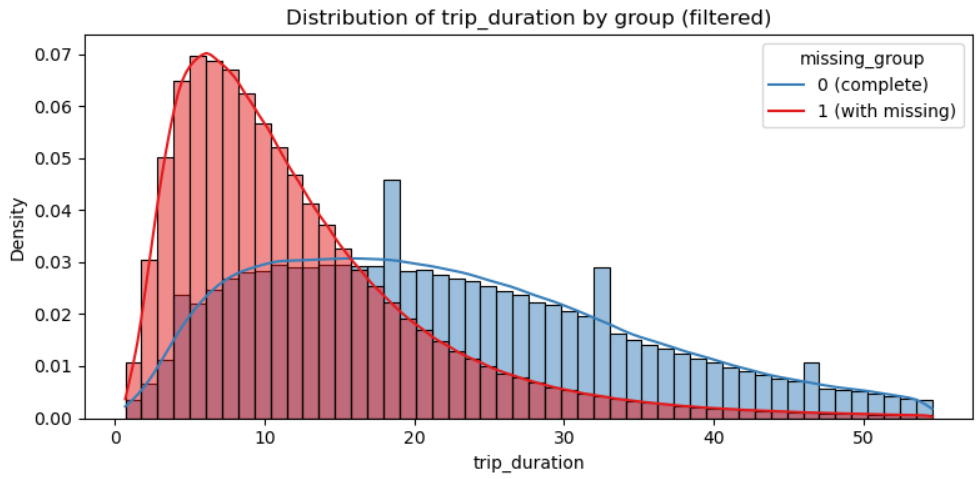 Distribution of trip_duration by group (filtered)
missing_group
0 (complete)
1 (with missing)
Density
0.07
0.06
0.05
0.04
0.03
0.02
0.01
0.00
0
10
20
30
40
50
trip_duration